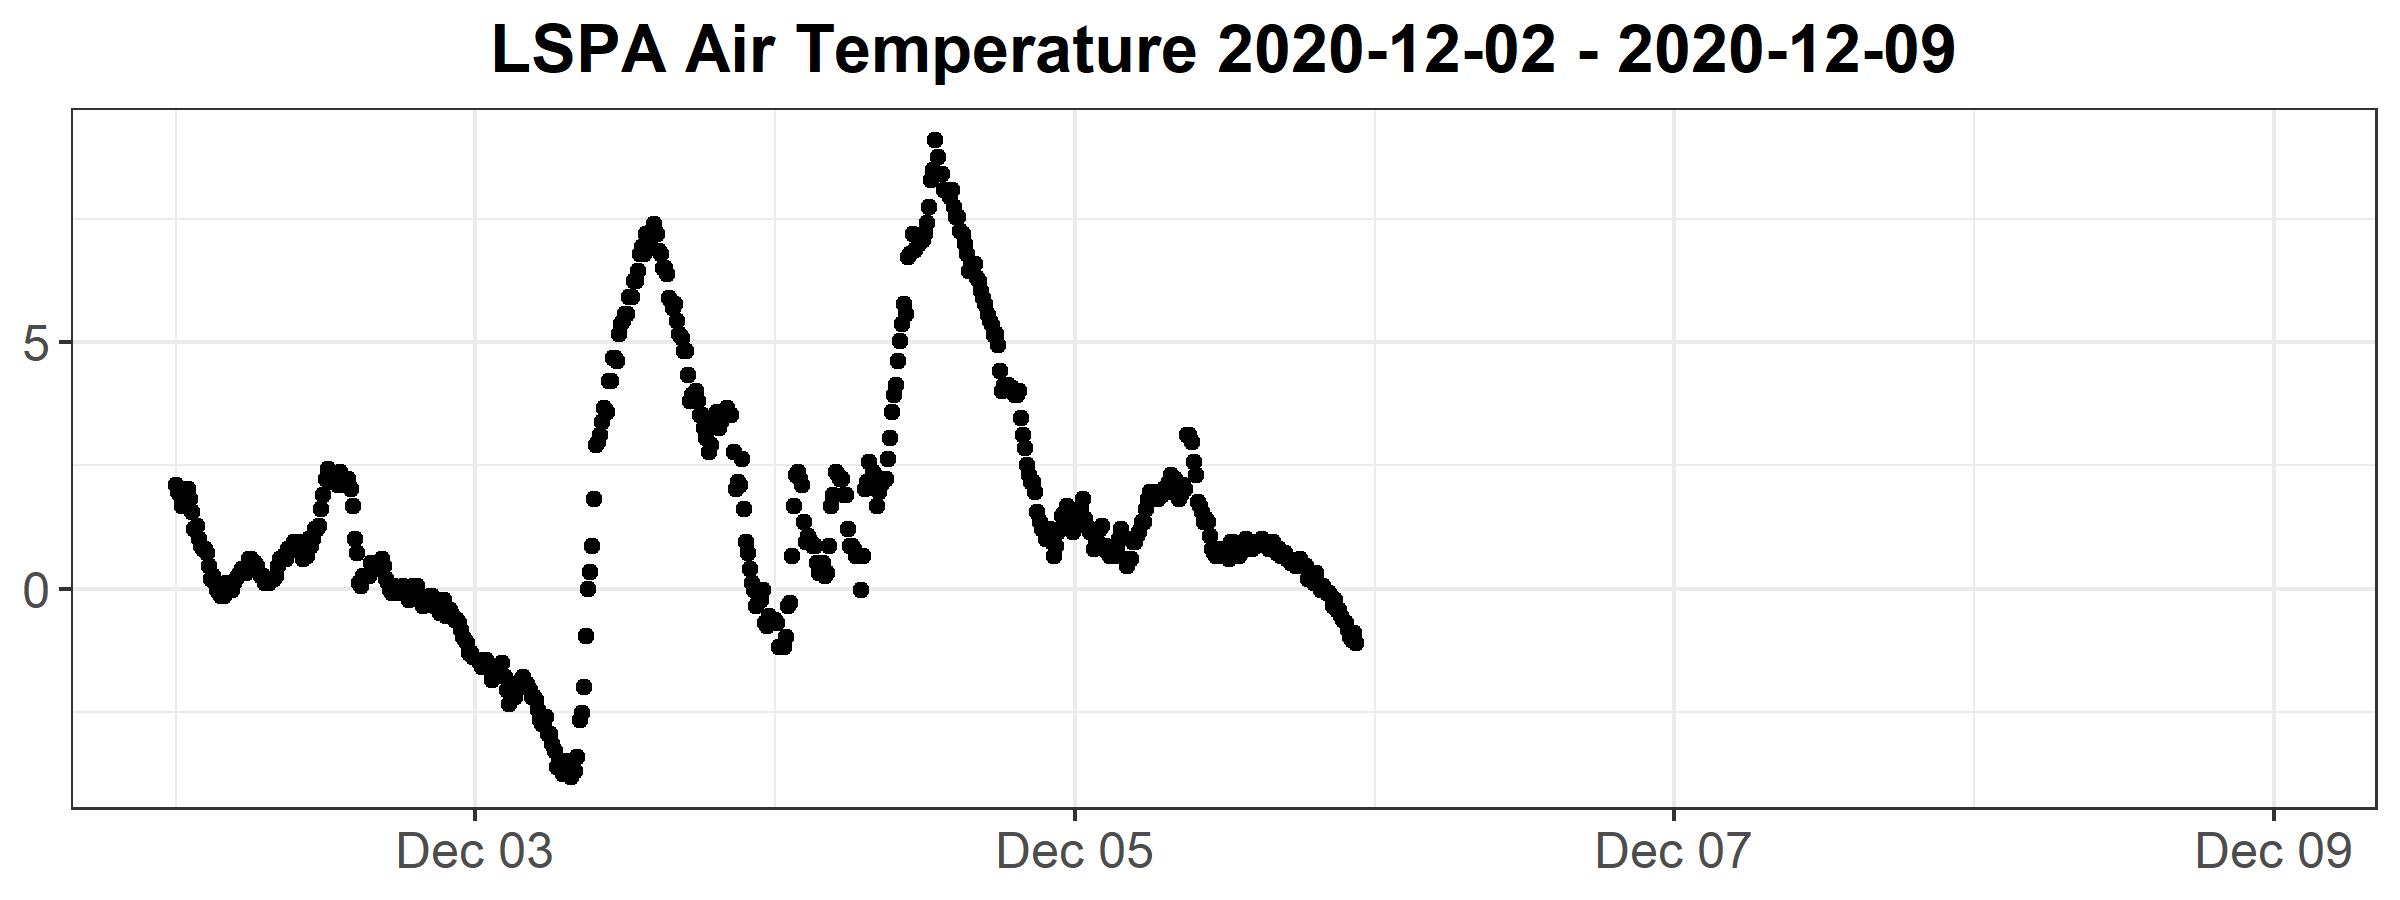 LSPA Air Temperature 2020-12-02 - 2020-12-09
5
0
Dec 03 Dec 05 Dec 07 Dec 09